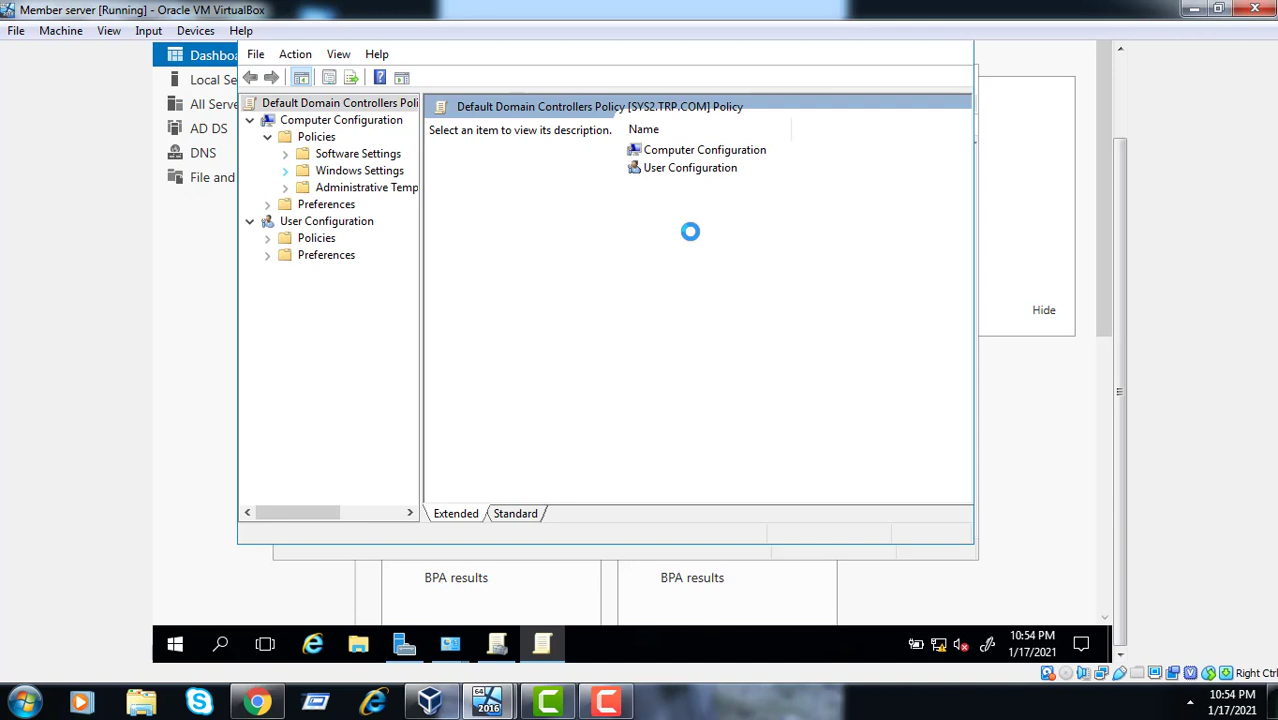 Member server [Running] - Oracle VM VirtualBox
File Machine View Input Devices Help
Dashbo
Local Se
All Serve
AD DS
DNS
File and
File Action View Help
Default Domain Controllers Poli
Computer Configuration
Policies
Software Settings
Windows Settings
Administrative Temp
Preferences
User Configuration
Policies
Preferences
Default Domain Controllers Policy [SYS2.TRP.COM] Policy
Select an item to view its description.
Name
Computer Configuration
User Configuration
Hide
Extended Standard
BPA results BPA results
10:54 PM
1/17/2021
Right Ctrl
64
2016
10:54 PM
1/17/2021